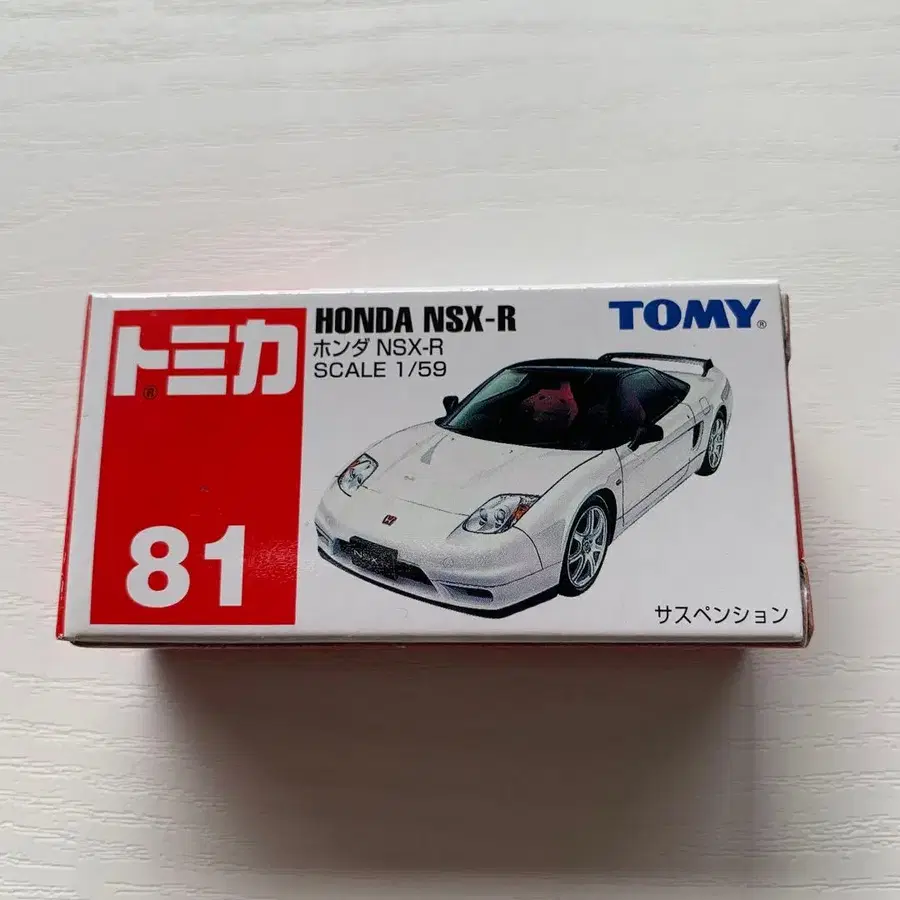 トミカ®
81
HONDA NSX-R
ホンダ NSX-R
SCALE 1/59
TOMY®
NSX
サスペンション